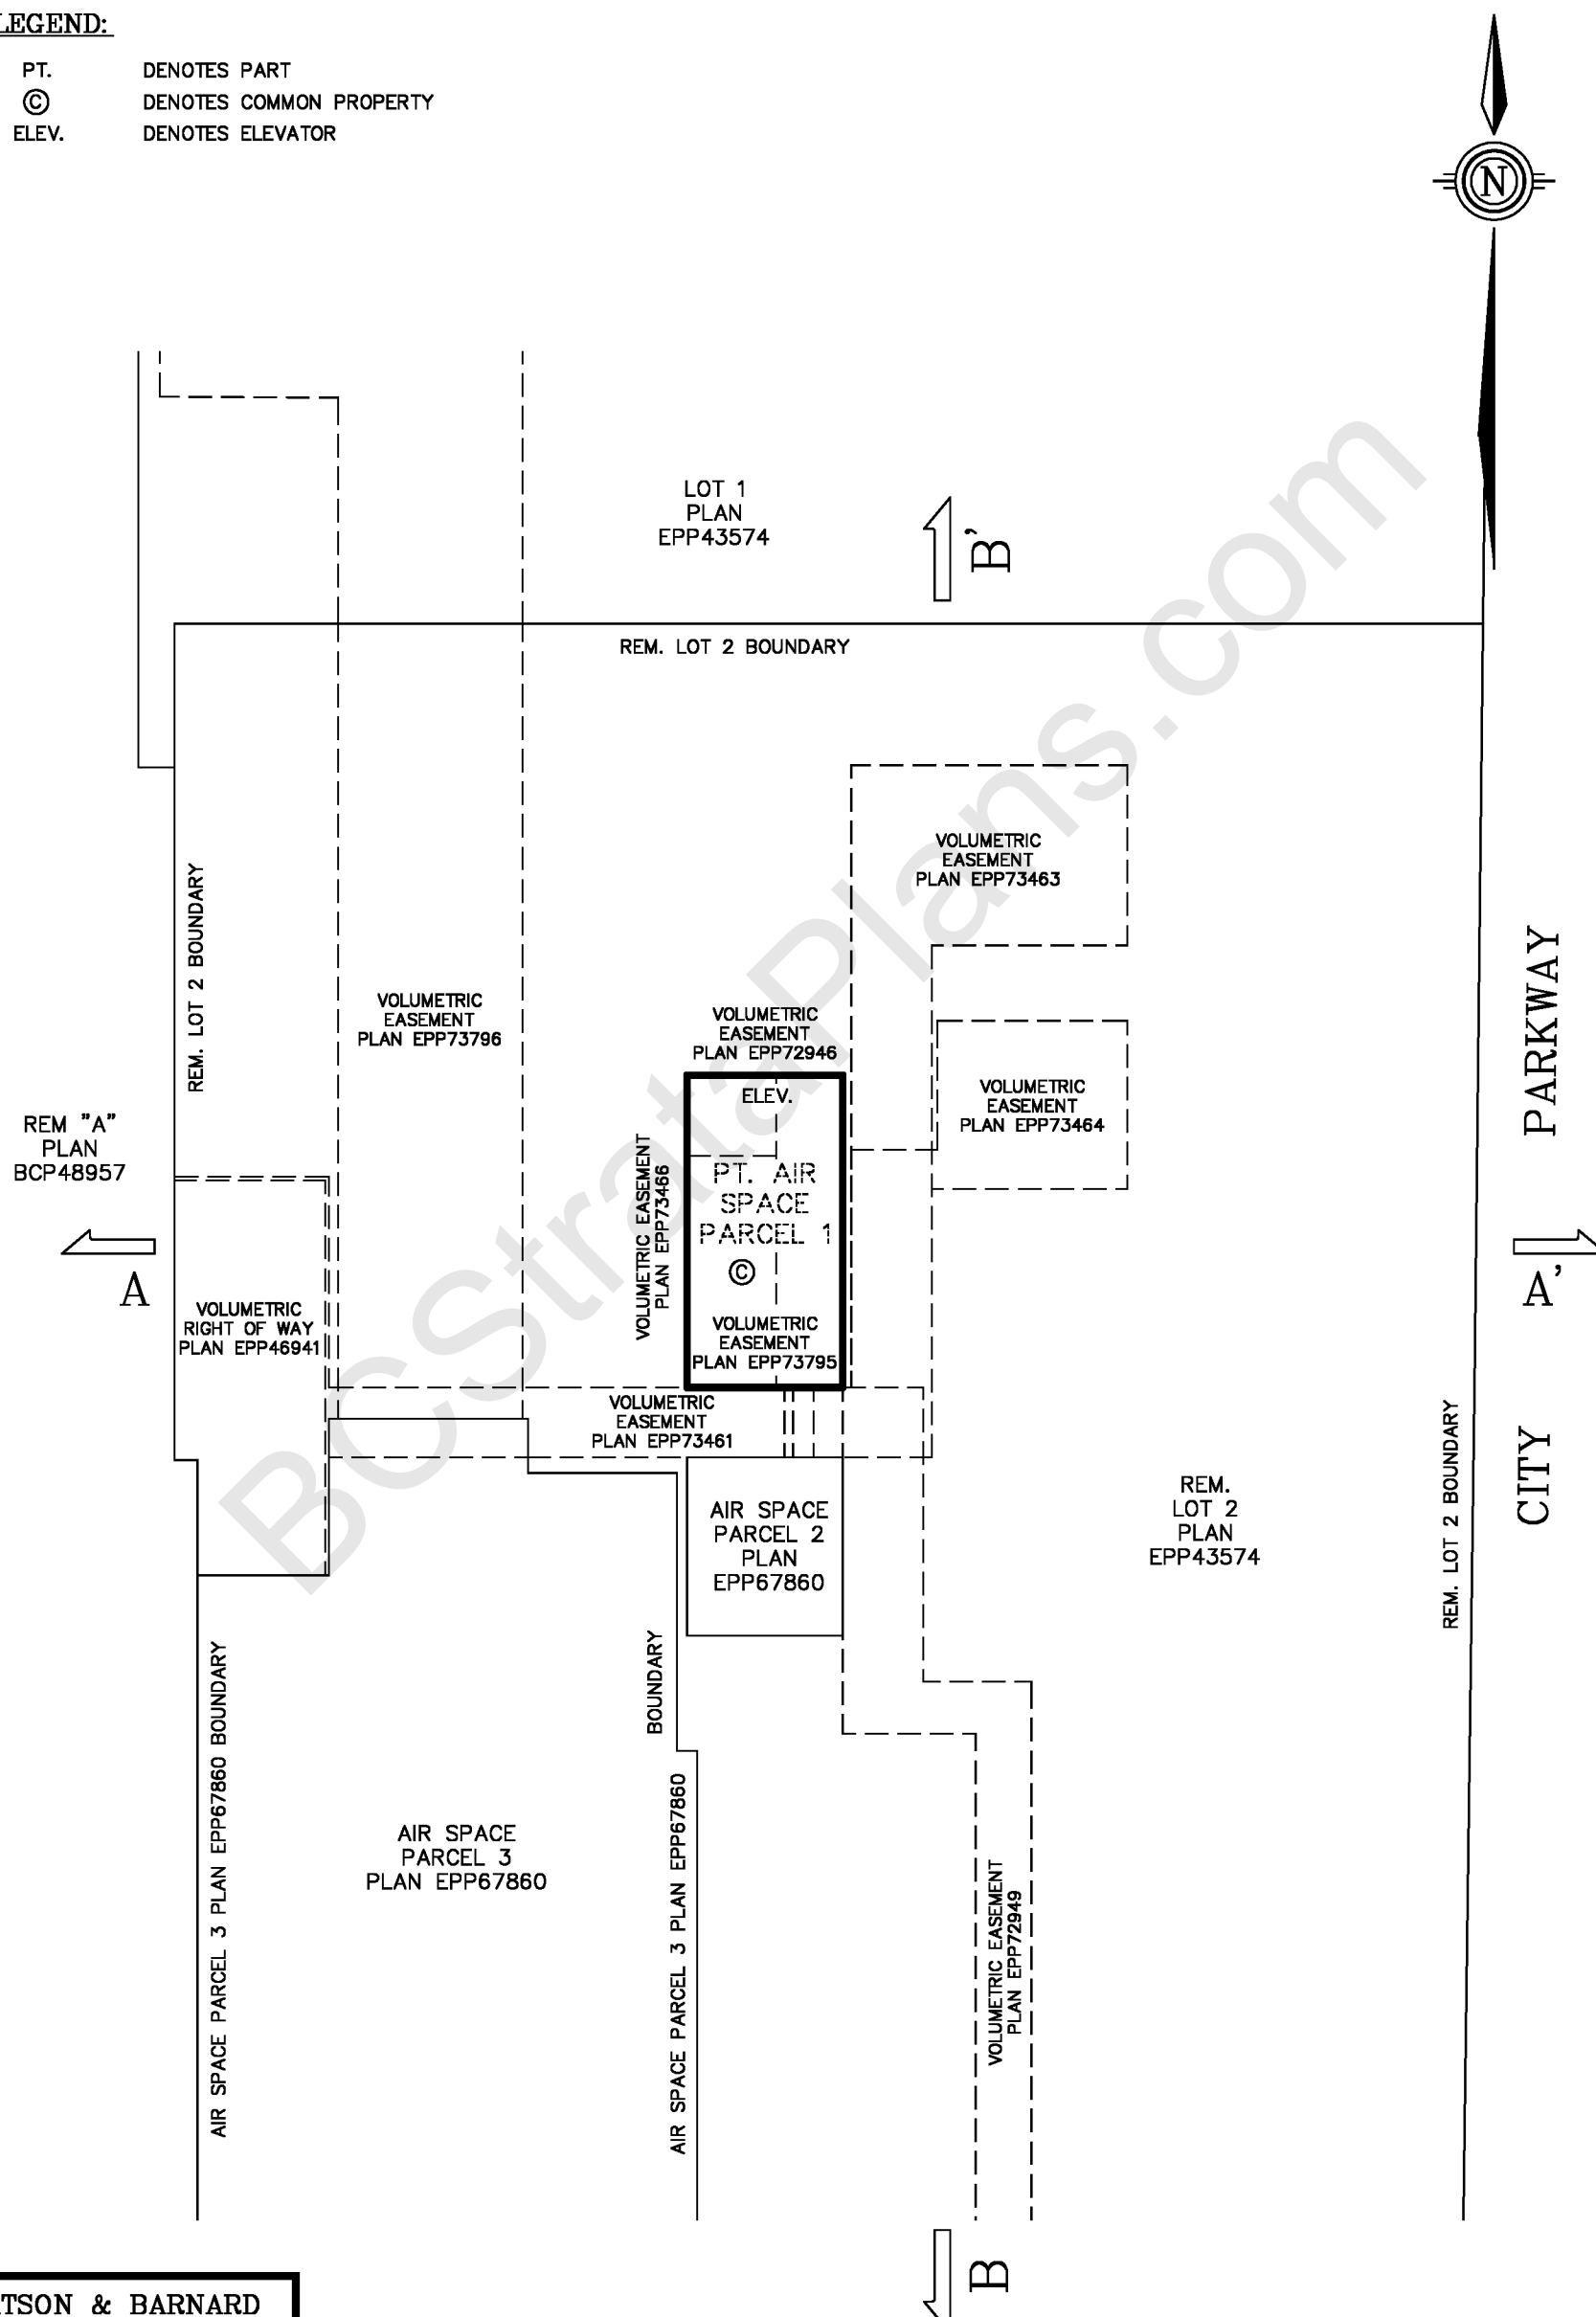 LEGEND:
PT. DENOTES PART
© DENOTES COMMON PROPERTY
ELEV. DENOTES ELEVATOR
N
LOT 1
PLAN
EPP43574
B'
REM. LOT 2 BOUNDARY
REM. LOT 2 BOUNDARY
VOLUMETRIC
EASEMENT
PLAN EPP73463
VOLUMETRIC
EASEMENT
PLAN EPP73796
VOLUMETRIC
EASEMENT
PLAN EPP72946
VOLUMETRIC
EASEMENT
PLAN EPP73464
PARKWAY
REM "A"
PLAN
BCP48957
ELEV.
PT. AIR
SPACE
PARCEL 1
©
VOLUMETRIC EASEMENT
PLAN EPP73466
VOLUMETRIC
EASEMENT
PLAN EPP73795
A
A'
VOLUMETRIC
RIGHT OF WAY
PLAN EPP46941
VOLUMETRIC
EASEMENT
PLAN EPP73461
AIR SPACE
PARCEL 2
PLAN
EPP67860
REM.
LOT 2
PLAN
EPP43574
REM. LOT 2 BOUNDARY
CITY
AIR SPACE PARCEL 3 PLAN EPP67860 BOUNDARY
AIR SPACE
PARCEL 3
PLAN EPP67860
AIR SPACE PARCEL 3 PLAN EPP67860 BOUNDARY
VOLUMETRIC EASEMENT
PLAN EPP72949
B
TSON & BARNARD
BCStrataPlans.com